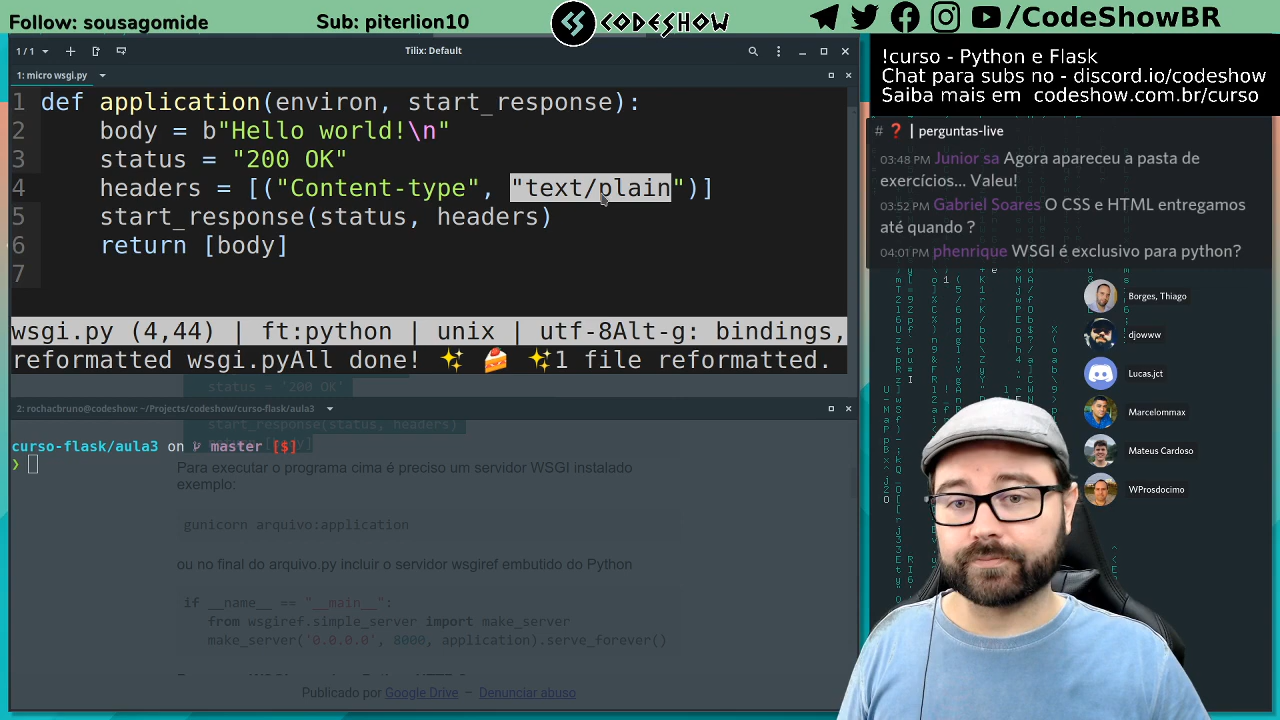 Follow: sousagomide
Sub: piterlion10
CODESHOW
/CodeShowBR
1 / 1
Tilix: Default
1: micro wsgi.py
1 def application(environ, start_response):
2 body = b"Hello world!\n"
3 status = "200 OK"
4 headers = [("Content-type", "text/plain")]
5 start_response(status, headers)
6 return [body]
7
wsgi.py (4,44) | ft:python | unix | utf-8Alt-g: bindings,
reformatted wsgi.pyAll done! ✨ 🍰 ✨1 file reformatted.
status = '200 OK'
2: rochacbruno@codeshow: ~/Projects/codeshow/curso-flask/aula3
start_response(status, headers)
curso-flask/aula3 on master [$]
❯
Para executar o programa cima é preciso um servidor WSGI instalado
exemplo:
gunicorn arquivo:application
ou no final do arquivo.py incluir o servidor wsgiref embutido do Python
if __name__ == "__main__":
from wsgiref.simple_server import make_server
make_server('0.0.0.0', 8000, application).serve_forever()
Publicado por Google Drive – Denunciar abuso
!curso - Python e Flask
Chat para subs no - discord.io/codeshow
Saiba mais em codeshow.com.br/curso
# ❓ | perguntas-live
03:48 PM Junior sa Agora apareceu a pasta de
exercícios... Valeu!
03:52 PM Gabriel Soares O CSS e HTML entregamos
até quando ?
04:01 PM phenrique WSGI é exclusivo para python?
Borges, Thiago
djowww
Lucas.jct
Marcelommax
Mateus Cardoso
WProsdocimo